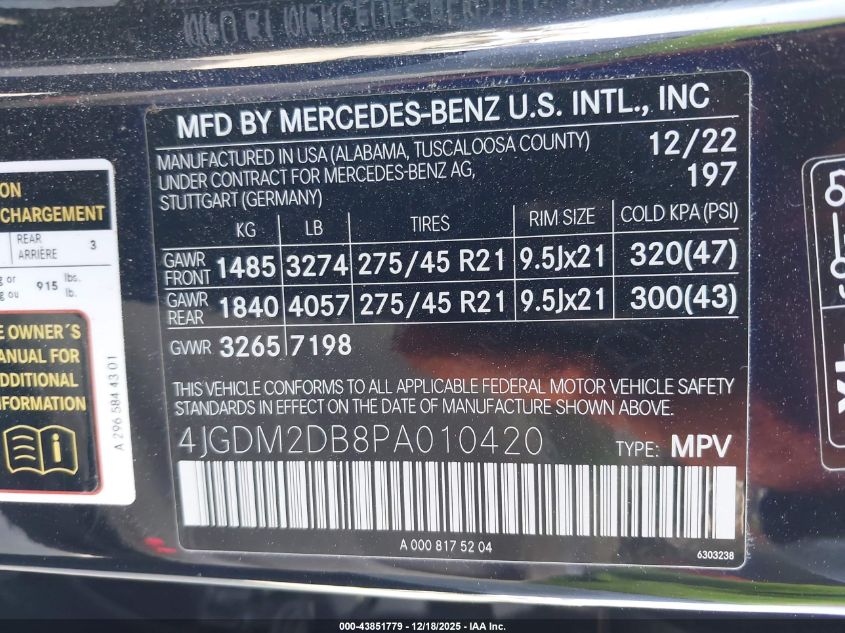 MFD BY MERCEDES-BENZ U.S. INTL., INC
MANUFACTURED IN USA (ALABAMA, TUSCALOOSA COUNTY) 12/22
UNDER CONTRACT FOR MERCEDES-BENZ AG, 197
STUTTGART (GERMANY)
KG LB TIRES RIM SIZE COLD KPA (PSI)
GAWR FRONT 1485 3274 275/45 R21 9.5Jx21 320(47)
GAWR REAR 1840 4057 275/45 R21 9.5Jx21 300(43)
GVWR 3265 7198
THIS VEHICLE CONFORMS TO ALL APPLICABLE FEDERAL MOTOR VEHICLE SAFETY
STANDARDS IN EFFECT ON THE DATE OF MANUFACTURE SHOWN ABOVE.
4JGDM2DB8PA010420 TYPE: MPV
A 000 817 52 04 6303238
ON
CHARGEMENT
REAR 3
ARRIÈRE
or 915 lbs.
ou lb.
E OWNER´S
ANUAL FOR
DDITIONAL
FORMATION
A 296 584 43 01
000-43851779 - 12/18/2025 - IAA Inc.